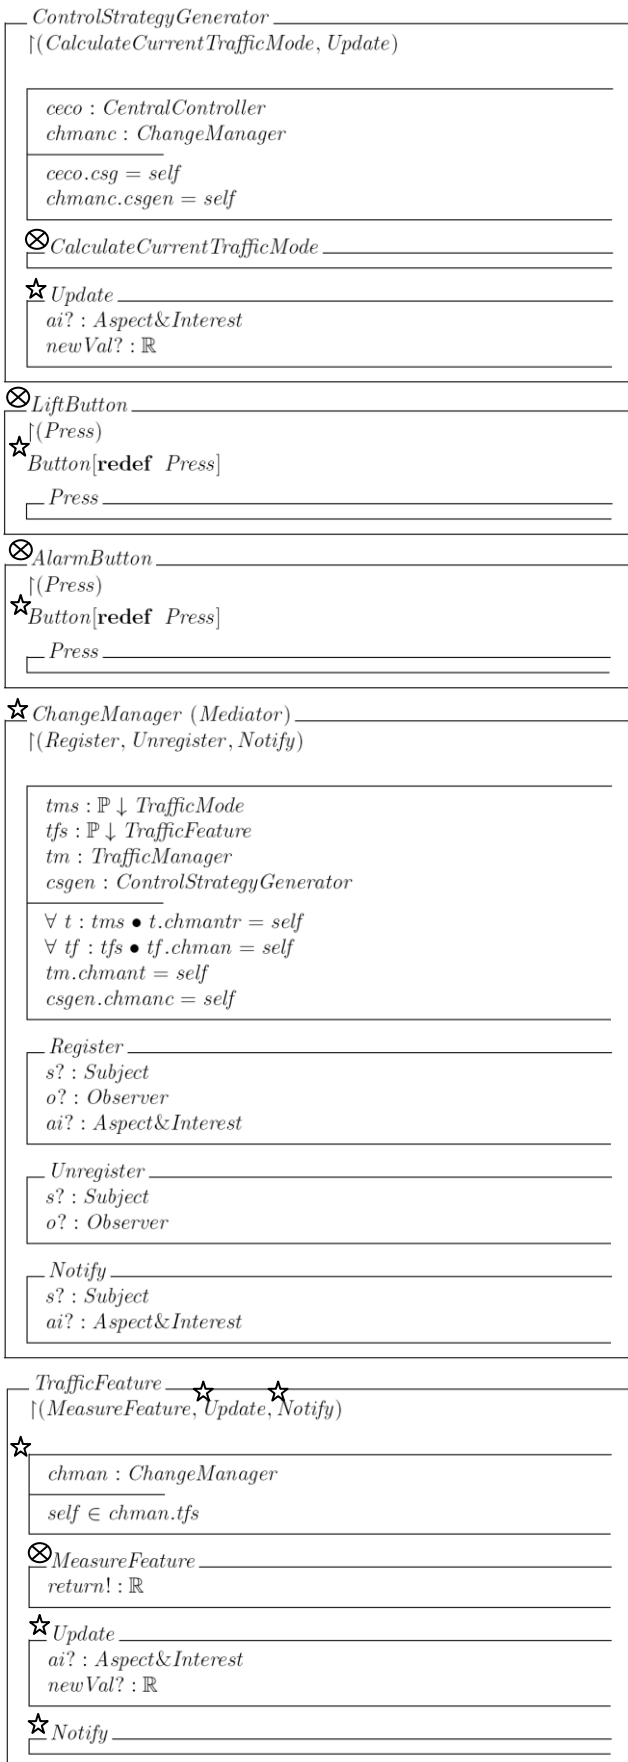 ControlStrategyGenerator
↾(CalculateCurrentTrafficMode, Update)
ceco : CentralController
chmanc : ChangeManager
ceco.csg = self
chmanc.csgen = self
⊗ CalculateCurrentTrafficMode
☆ Update
ai? : Aspect&Interest
newVal? : ℝ
⊗ LiftButton
↾(Press)
☆ Button[redef Press]
Press
⊗ AlarmButton
↾(Press)
☆ Button[redef Press]
Press
☆ ChangeManager (Mediator)
↾(Register, Unregister, Notify)
tms : ℙ ↓ TrafficMode
tfs : ℙ ↓ TrafficFeature
tm : TrafficManager
csgen : ControlStrategyGenerator
∀ t : tms • t.chmantr = self
∀ tf : tfs • tf.chman = self
tm.chmant = self
csgen.chmanc = self
Register
s? : Subject
o? : Observer
ai? : Aspect&Interest
Unregister
s? : Subject
o? : Observer
Notify
s? : Subject
ai? : Aspect&Interest
TrafficFeature
↾(MeasureFeature, ☆ Update, ☆ Notify)
☆
chman : ChangeManager
self ∈ chman.tfs
⊗ MeasureFeature
return! : ℝ
☆ Update
ai? : Aspect&Interest
newVal? : ℝ
☆ Notify